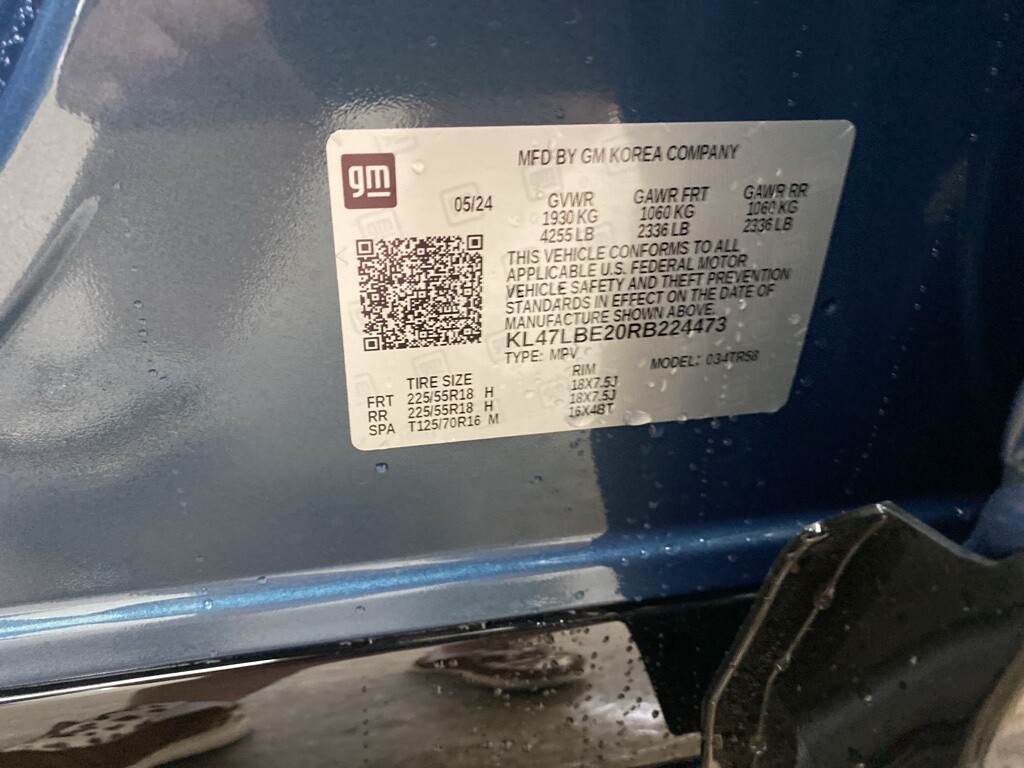 gm
MFD BY GM KOREA COMPANY
05/24
GVWR GAWR FRT GAWR RR
1930 KG 1060 KG 1060 KG
4255 LB 2336 LB 2336 LB
THIS VEHICLE CONFORMS TO ALL
APPLICABLE U.S. FEDERAL MOTOR
VEHICLE SAFETY AND THEFT PREVENTION
STANDARDS IN EFFECT ON THE DATE OF
MANUFACTURE SHOWN ABOVE.
KL47LBE20RB224473
TYPE: MPV MODEL: 034TR58
TIRE SIZE RIM
FRT 225/55R18 H 18X7.5J
RR 225/55R18 H 18X7.5J
SPA T125/70R16 M 16X4BT